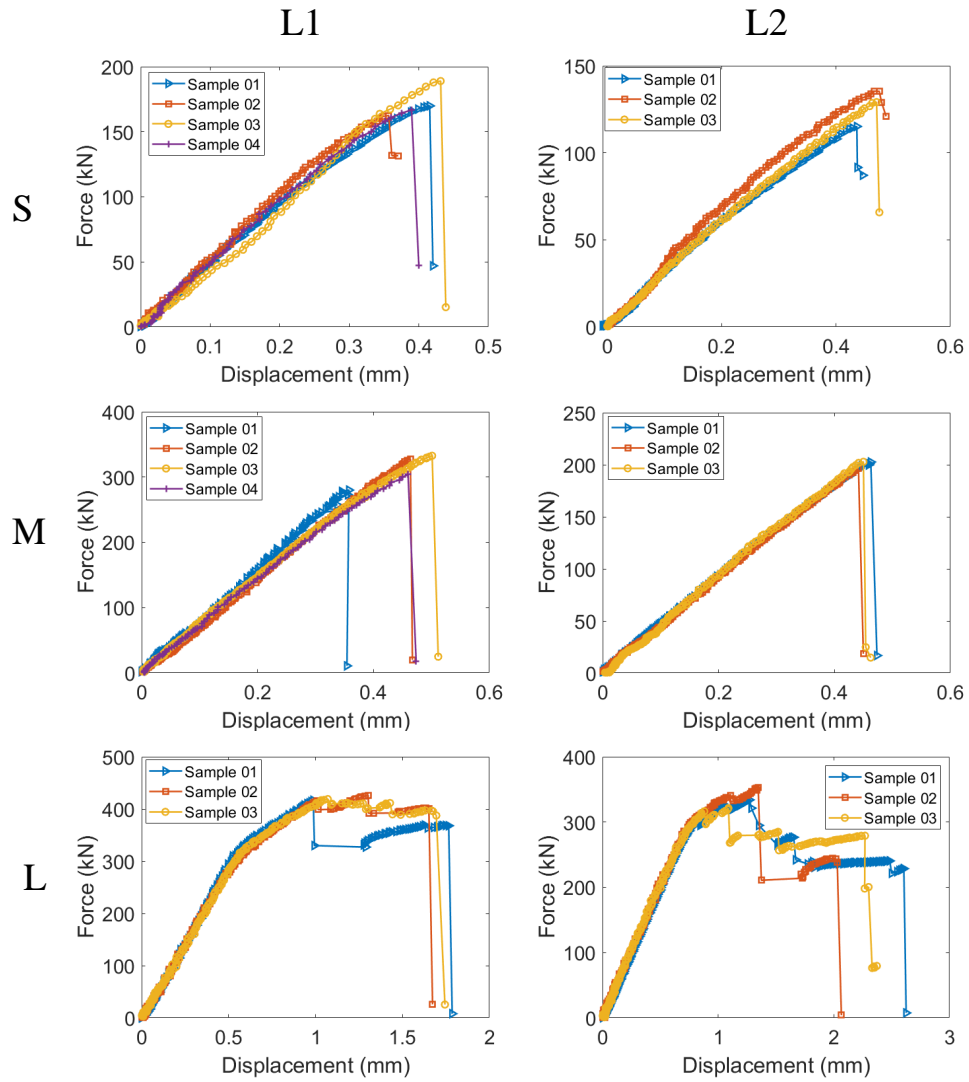 L1 L2
S
M
L
200
150
100
50
0
0 0.1 0.2 0.3 0.4 0.5
Force (kN)
Displacement (mm)
Sample 01
Sample 02
Sample 03
Sample 04
150
100
50
0
0 0.2 0.4 0.6
Force (kN)
Displacement (mm)
Sample 01
Sample 02
Sample 03
400
300
200
100
0
0 0.2 0.4 0.6
Force (kN)
Displacement (mm)
Sample 01
Sample 02
Sample 03
Sample 04
250
200
150
100
50
0
0 0.2 0.4 0.6
Force (kN)
Displacement (mm)
Sample 01
Sample 02
Sample 03
500
400
300
200
100
0
0 0.5 1 1.5 2
Force (kN)
Displacement (mm)
Sample 01
Sample 02
Sample 03
400
300
200
100
0
0 1 2 3
Force (kN)
Displacement (mm)
Sample 01
Sample 02
Sample 03